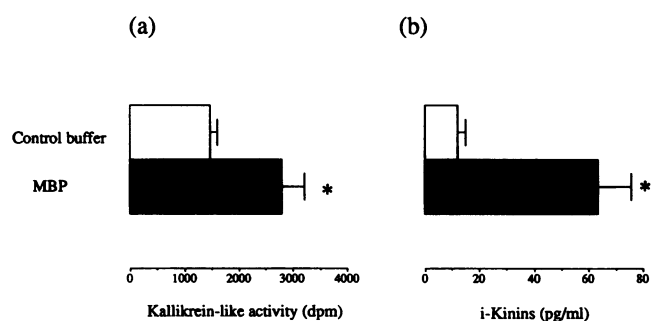 (a)
(b)
Control buffer
MBP
*
*
0 1000 2000 3000 4000
0 20 40 60 80
Kallikrein-like activity (dpm)
i-Kinins (pg/ml)